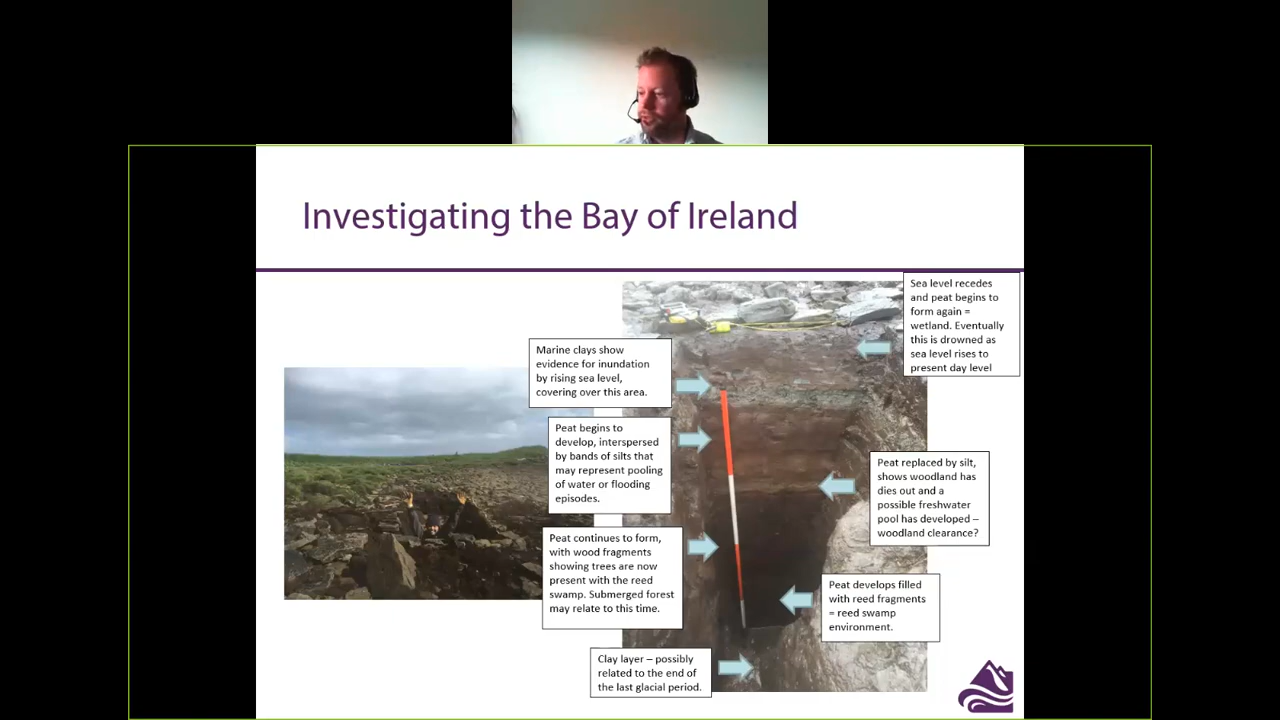 Investigating the Bay of Ireland
Sea level recedes
and peat begins to
form again =
wetland. Eventually
this is drowned as
sea level rises to
present day level
Marine clays show
evidence for inundation
by rising sea level,
covering over this area.
Peat begins to
develop, interspersed
by bands of silts that
may represent pooling
of water or flooding
episodes.
Peat replaced by silt,
shows woodland has
dies out and a
possible freshwater
pool has developed –
woodland clearance?
Peat continues to form,
with wood fragments
showing trees are now
present with the reed
swamp. Submerged forest
may relate to this time.
Peat develops filled
with reed fragments
= reed swamp
environment.
Clay layer – possibly
related to the end of
the last glacial period.